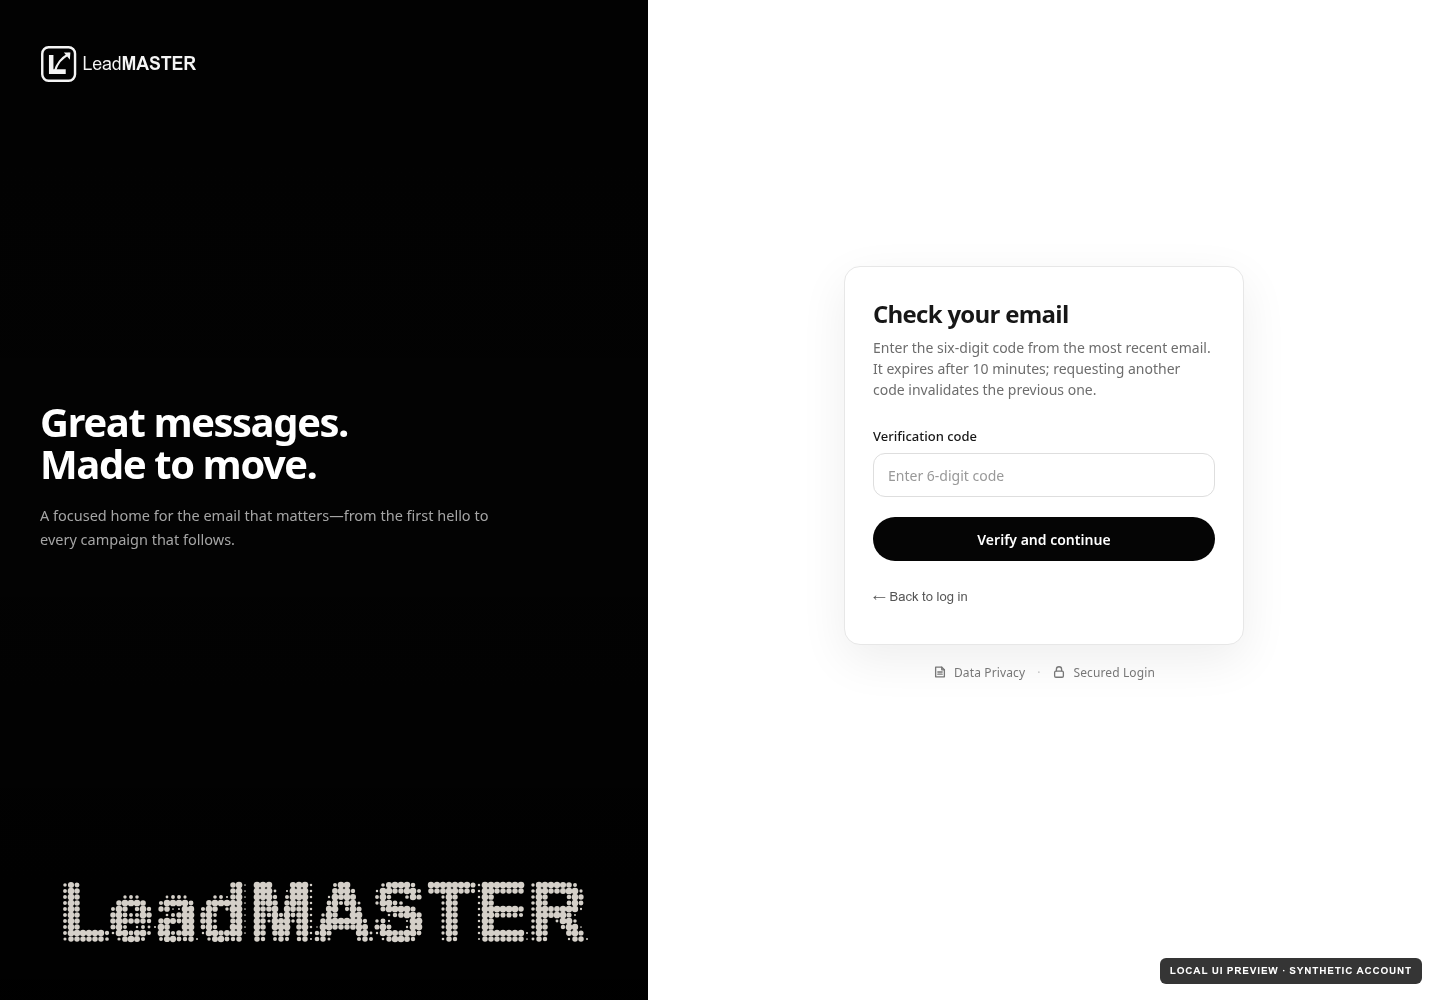 LeadMASTER
Great messages.
Made to move.
A focused home for the email that matters—from the first hello to
every campaign that follows.
LeadMASTER
Check your email
Enter the six-digit code from the most recent email.
It expires after 10 minutes; requesting another
code invalidates the previous one.
Verification code
Enter 6-digit code
Verify and continue
← Back to log in
Data Privacy · Secured Login
LOCAL UI PREVIEW · SYNTHETIC ACCOUNT